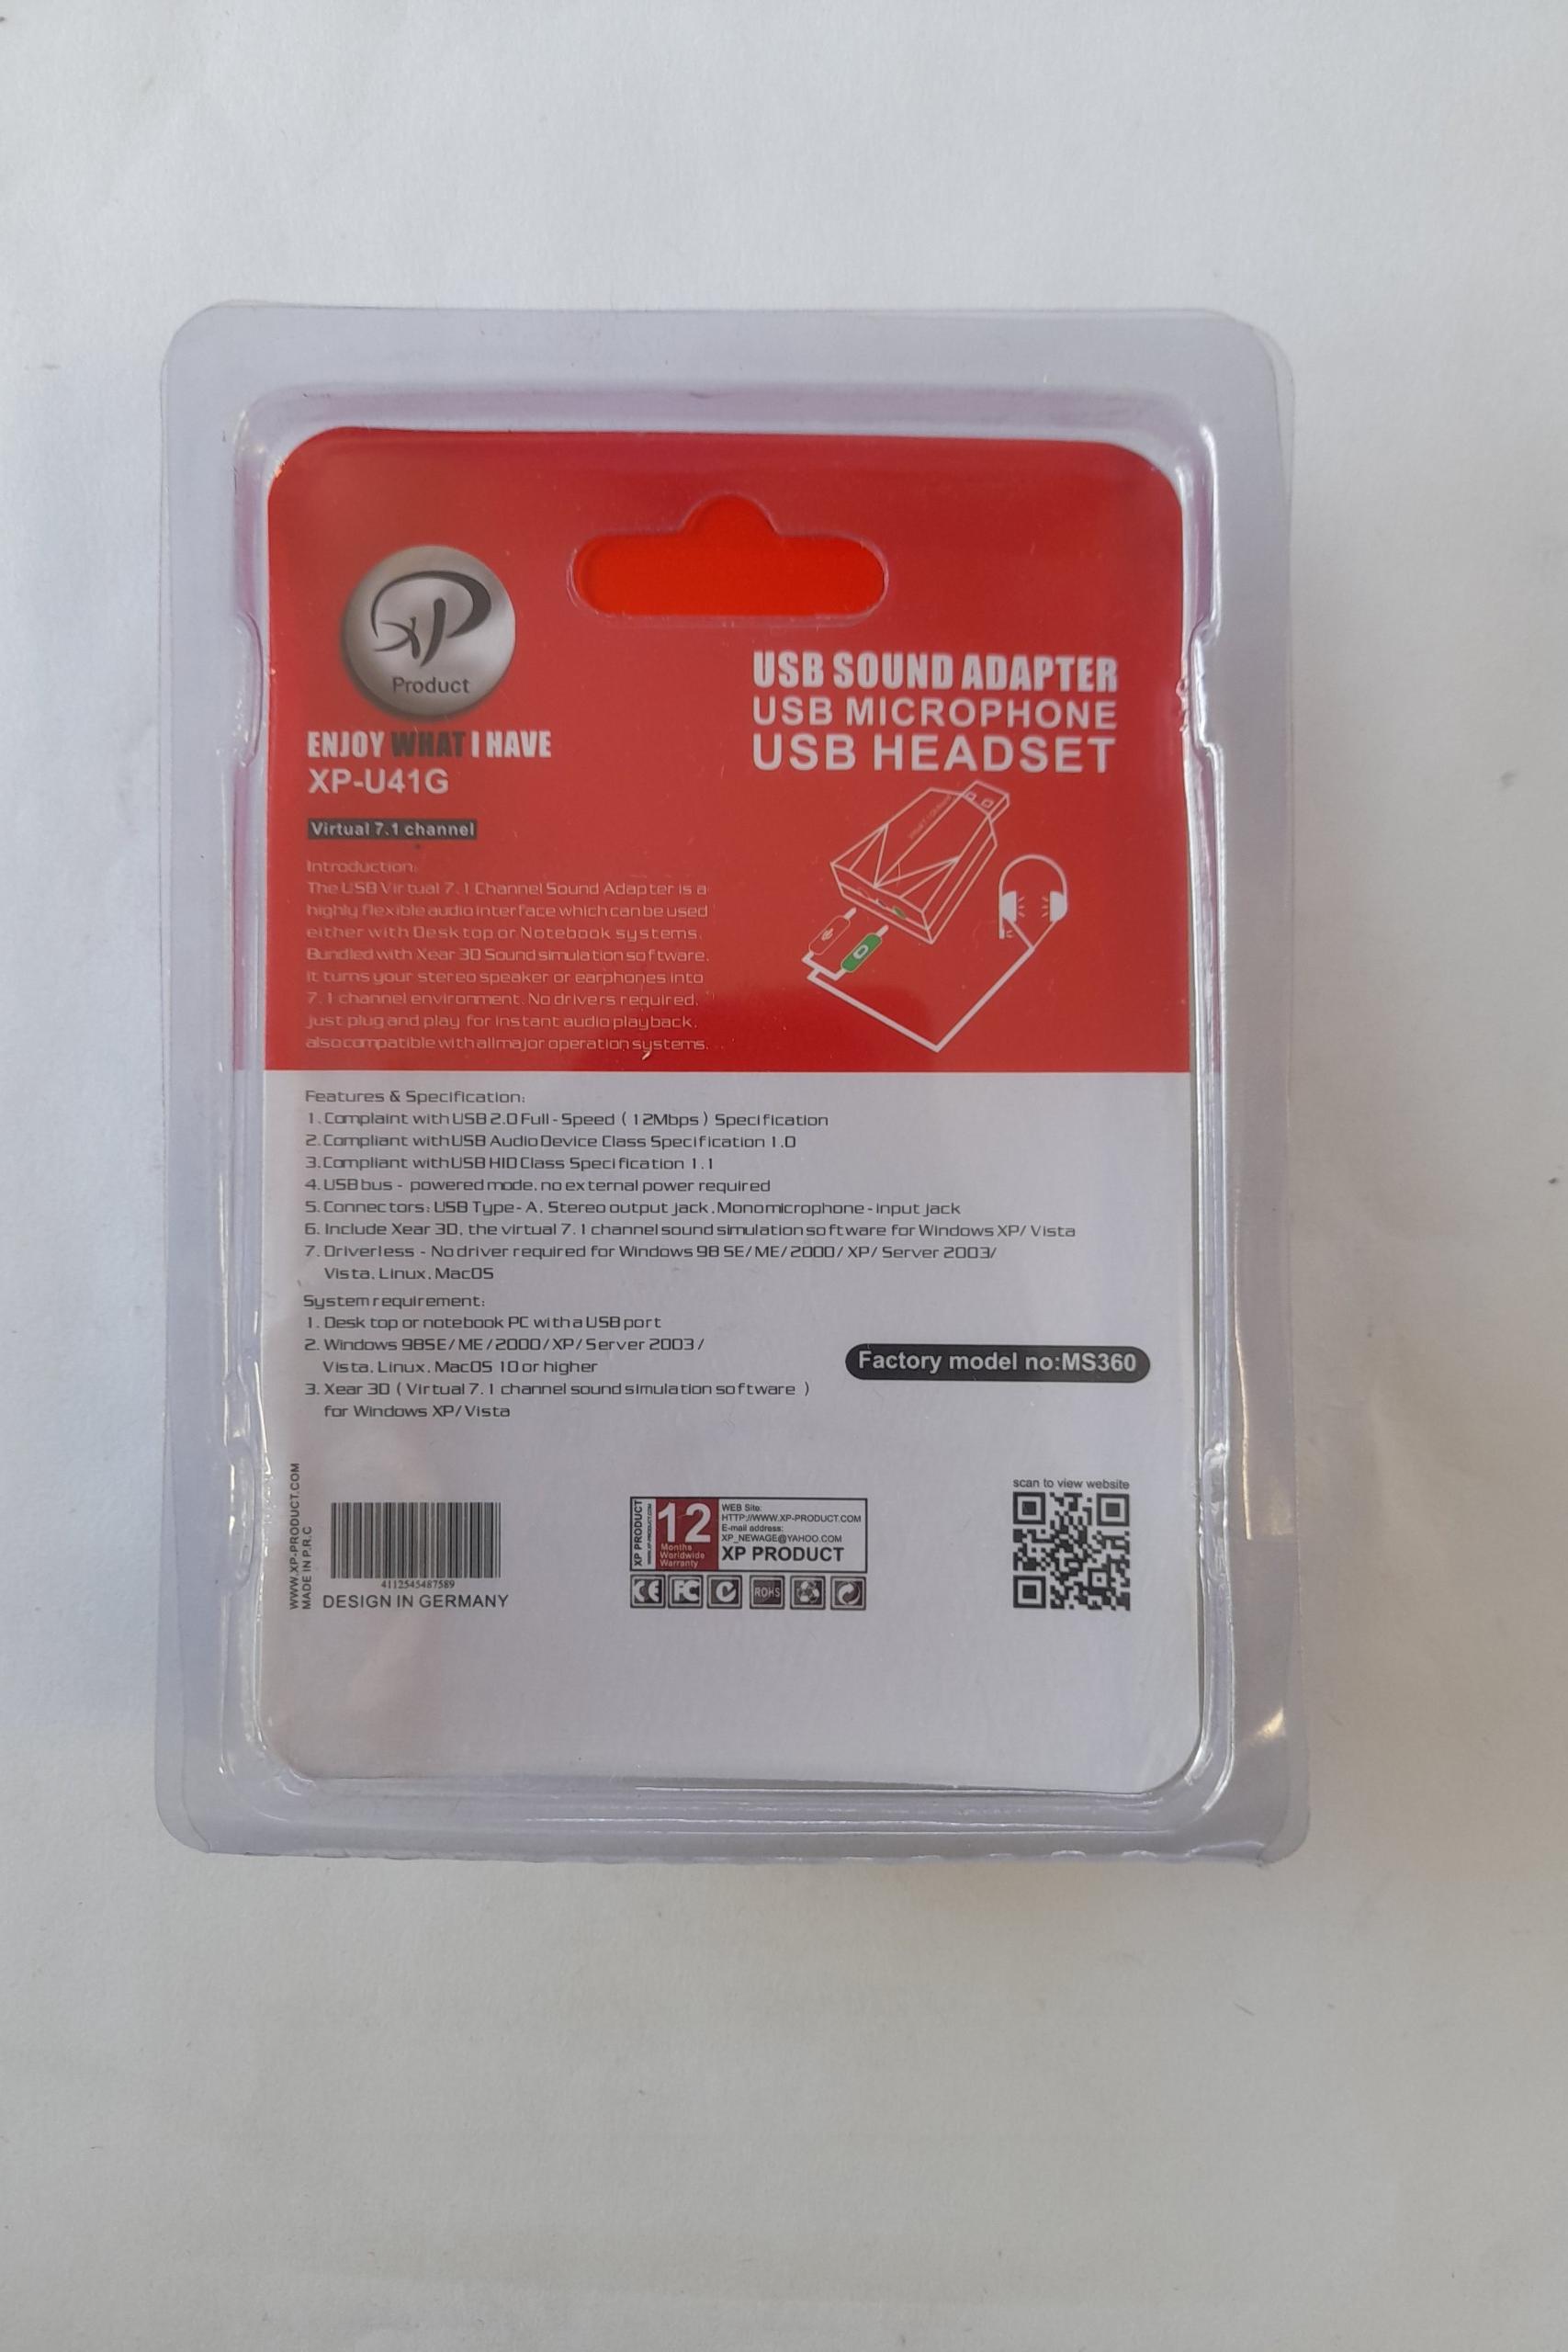 XP
Product
ENJOY WHAT I HAVE
XP-U41G
USB SOUND ADAPTER
USB MICROPHONE
USB HEADSET
Virtual 7.1 channel
Introduction:
The USB Virtual 7.1 Channel Sound Adapter is a
highly flexible audio interface which can be used
either with Desktop or Notebook systems.
Bundled with Xear 3D Sound simulation software.
it turns your stereo speaker or earphones into
7.1 channel environment. No drivers required.
just plug and play for instant audio playback.
also compatible with all major operation systems.
Features & Specification:
1. Complaint with USB 2.0 Full-Speed (12Mbps) Specification
2. Compliant with USB Audio Device Class Specification 1.0
3. Compliant with USB HID Class Specification 1.1
4. USB bus - powered mode. no external power required
5. Connectors: USB Type-A. Stereo output jack. Monomicrophone-input jack
6. Include Xear 3D. the virtual 7.1 channel sound simulation software for Windows XP/ Vista
7. Driverless - No driver required for Windows 98 SE/ME/2000/ XP/ Server 2003/
Vista. Linux. MacOS
System requirement:
1. Desk top or notebook PC with a USB port
2. Windows 98SE/ME/2000/XP/Server 2003/
Vista. Linux. MacOS 10 or higher
3. Xear 3D (Virtual 7.1 channel sound simulation software )
for Windows XP/Vista
Factory model no:MS360
WWW.XP-PRODUCT.COM
MADE IN P.R.C
4112545487589
DESIGN IN GERMANY
XP PRODUCT
WWW.XP-PRODUCT.COM
12
Months
Worldwide
Warranty
WEB Site:
HTTP://WWW.XP-PRODUCT.COM
E-mail address:
XP_NEWAGE@YAHOO.COM
XP PRODUCT
CE FC ROHS
scan to view website